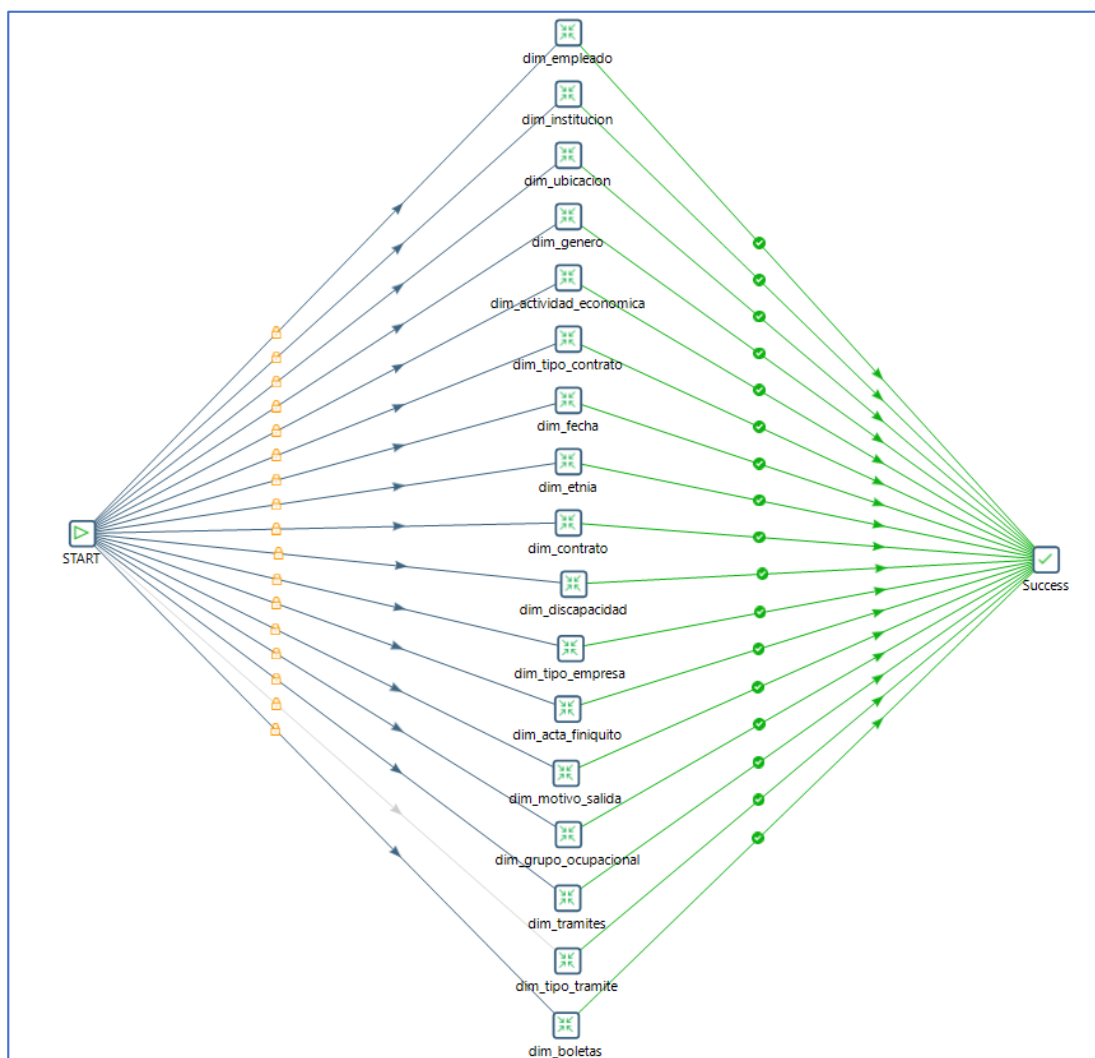 dim_empleado
dim_institucion
dim_ubicacion
dim_genero
dim_actividad_economica
dim_tipo_contrato
dim_fecha
dim_etnia
dim_contrato
START
Success
dim_discapacidad
dim_tipo_empresa
dim_acta_finiquito
dim_motivo_salida
dim_grupo_ocupacional
dim_tramites
dim_tipo_tramite
dim_boletas